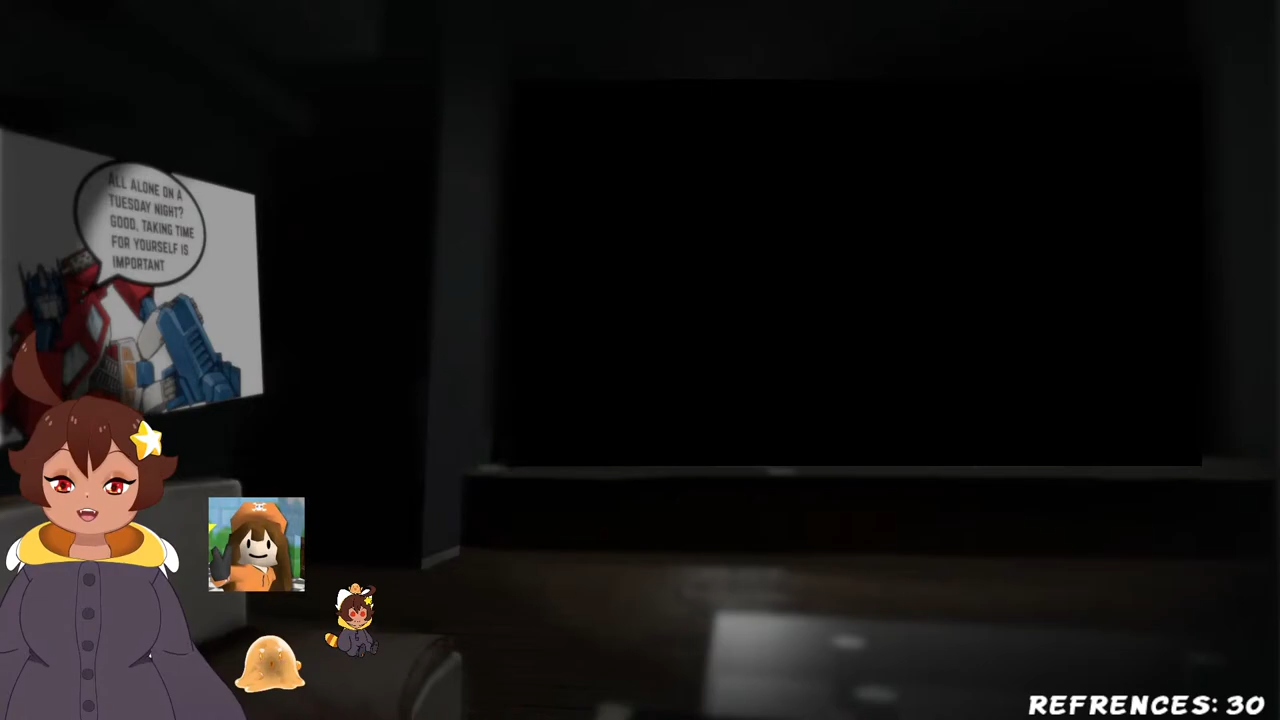 ALL ALONE ON A
TUESDAY NIGHT?
GOOD, TAKING TIME
FOR YOURSELF IS
IMPORTANT
REFRENCES: 30